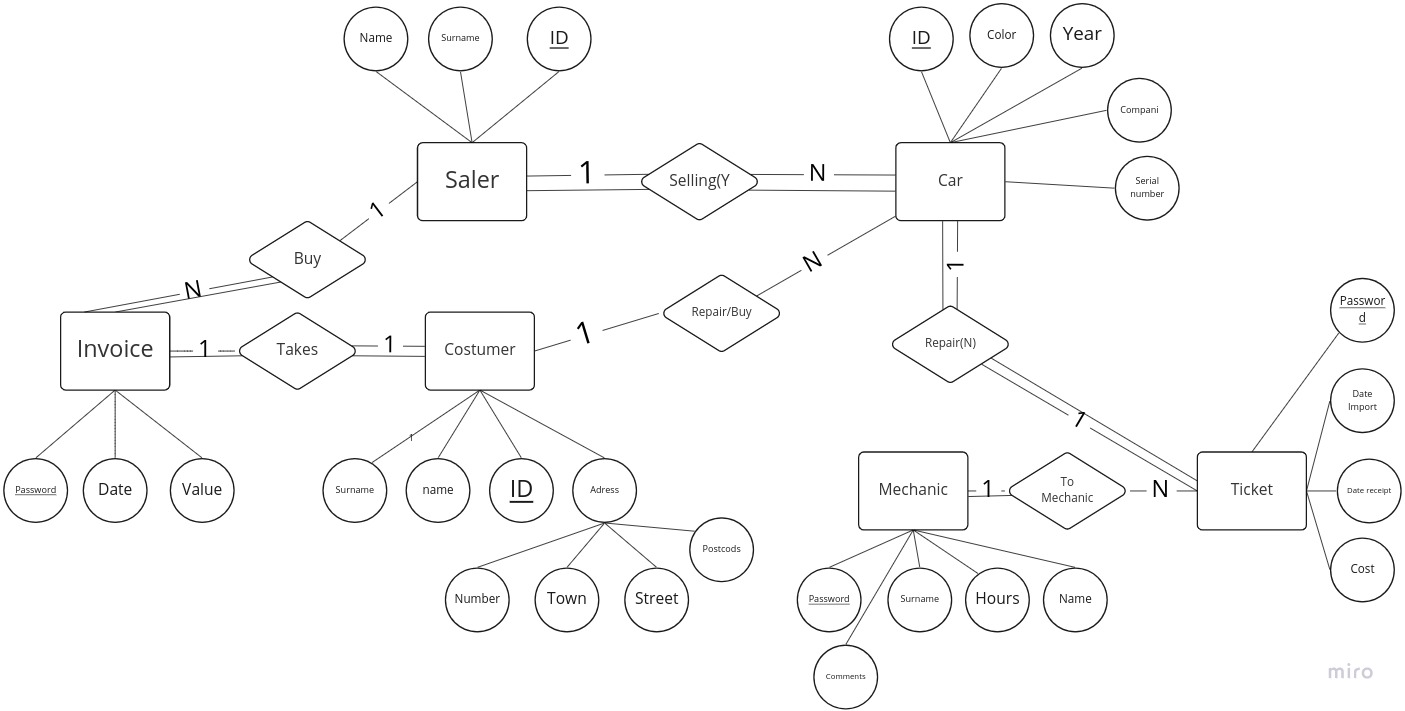 Name
Surname
ID
ID
Color
Year
Compani
Saler
1
Selling(Y
N
Car
Serial
number
1
Buy
N
N
1
Repair/Buy
1
Invoice
1
Takes
1
Costumer
1
Repair(N)
Passwor
d
Date
Import
1
1
Password
Date
Value
Surname
name
ID
Adress
Mechanic
1
To
Mechanic
N
Ticket
Date receipt
Postcods
Cost
Number
Town
Street
Password
Surname
Hours
Name
Comments
miro